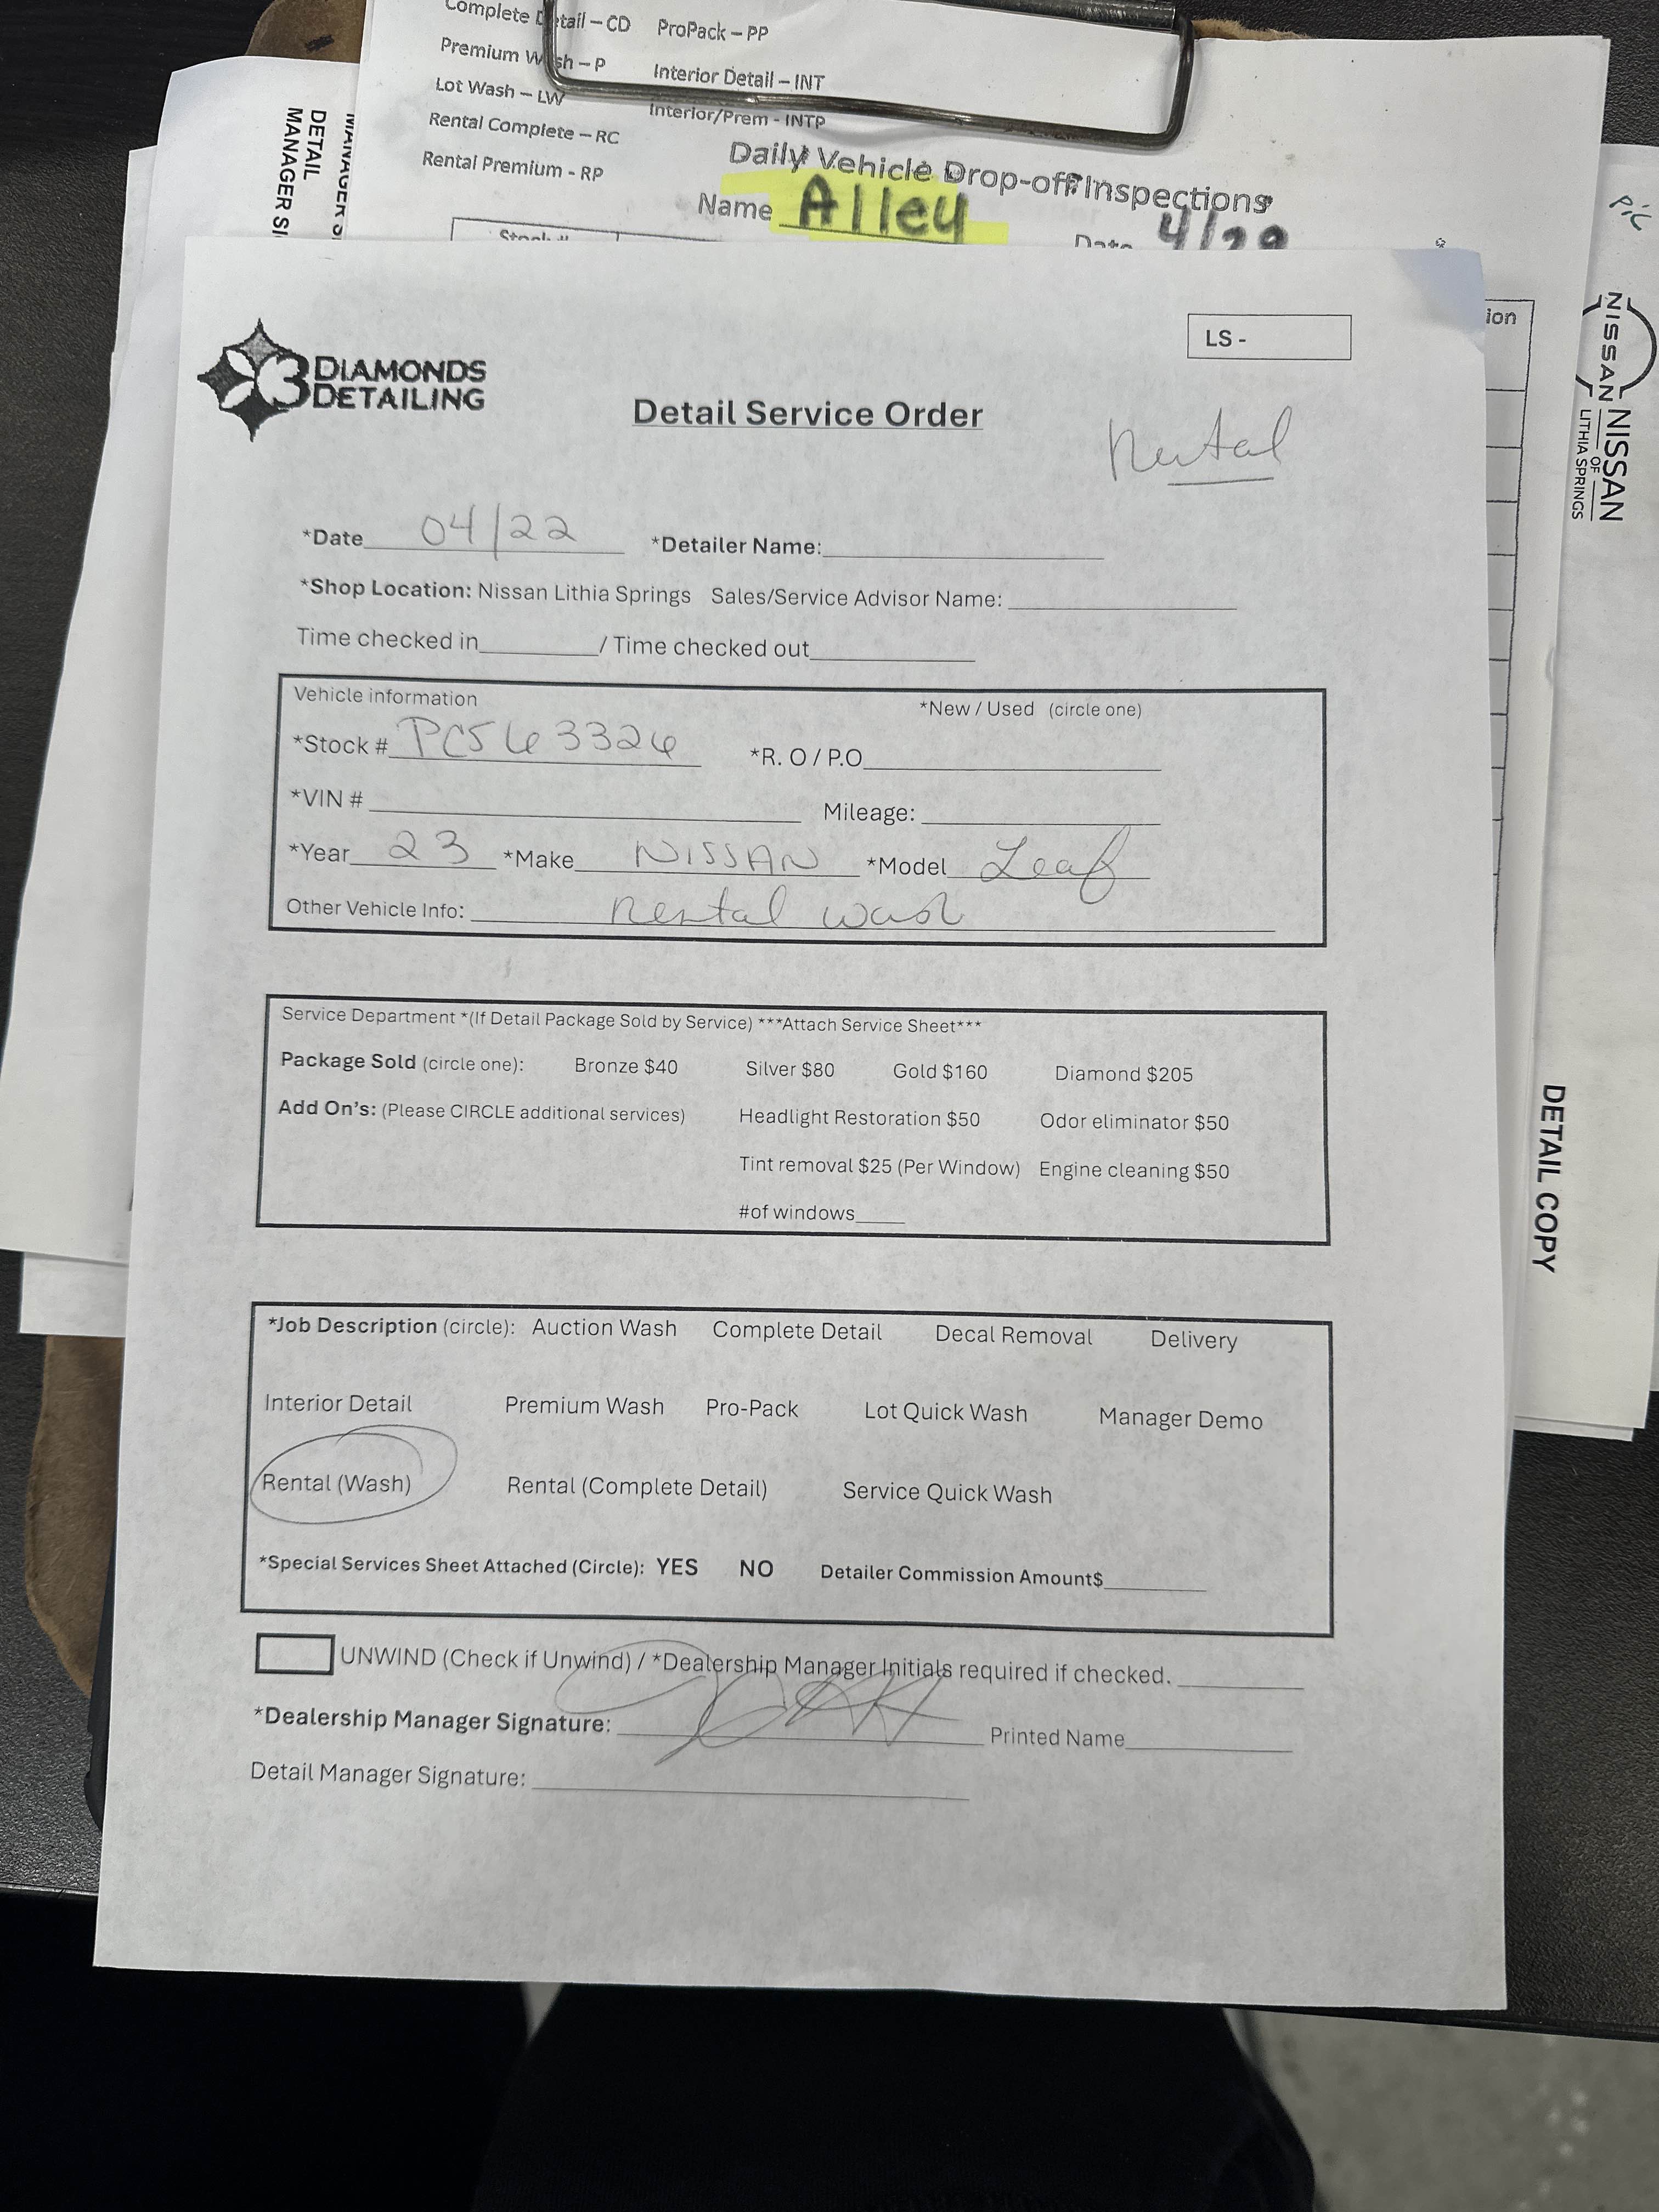 Complete Detail – CD ProPack – PP
Premium Wash – P Interior Detail – INT
Lot Wash – LW Interior/Prem - INTP
Rental Complete – RC
Rental Premium - RP
Daily Vehicle Drop-off Inspections
Name Alley Date 4/29
Stock #
ion
DETAIL
MANAGER SI
P/C
NISSAN
NISSAN
OF
LITHIA SPRINGS
DETAIL COPY
3 DIAMONDS
DETAILING
LS -
Detail Service Order
Rental
*Date 04/22 *Detailer Name:
*Shop Location: Nissan Lithia Springs Sales/Service Advisor Name:
Time checked in / Time checked out
Vehicle information *New / Used (circle one)
*Stock # PC563326 *R. O / P.O
*VIN # Mileage:
*Year 23 *Make NISSAN *Model Leaf
Other Vehicle Info: Rental wash
Service Department *(If Detail Package Sold by Service) ***Attach Service Sheet***
Package Sold (circle one): Bronze $40 Silver $80 Gold $160 Diamond $205
Add On's: (Please CIRCLE additional services) Headlight Restoration $50 Odor eliminator $50
Tint removal $25 (Per Window) Engine cleaning $50
#of windows
*Job Description (circle): Auction Wash Complete Detail Decal Removal Delivery
Interior Detail Premium Wash Pro-Pack Lot Quick Wash Manager Demo
Rental (Wash) Rental (Complete Detail) Service Quick Wash
*Special Services Sheet Attached (Circle): YES NO Detailer Commission Amount$
UNWIND (Check if Unwind) / *Dealership Manager Initials required if checked.
*Dealership Manager Signature: Printed Name
Detail Manager Signature: